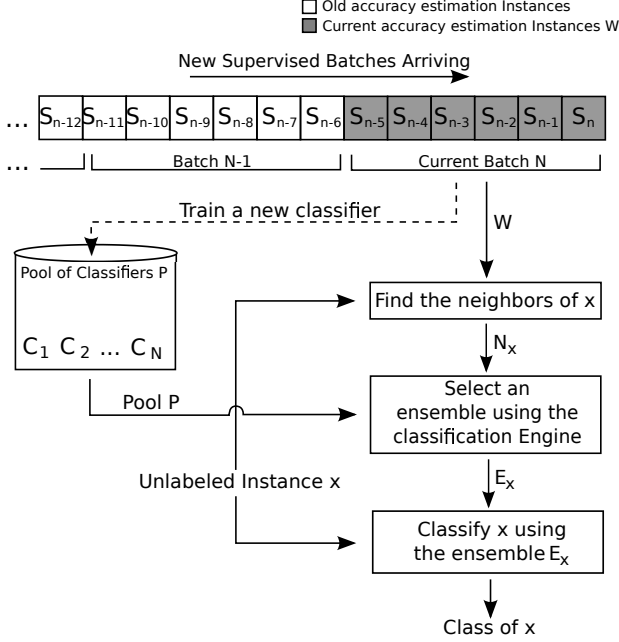 Old accuracy estimation Instances
Current accuracy estimation Instances W
New Supervised Batches Arriving
... Sn-12 Sn-11 Sn-10 Sn-9 Sn-8 Sn-7 Sn-6 Sn-5 Sn-4 Sn-3 Sn-2 Sn-1 Sn
... Batch N-1 Current Batch N
Train a new classifier
W
Pool of Classifiers P
C1 C2 ... CN
Find the neighbors of x
Nx
Pool P
Select an
ensemble using the
classification Engine
Unlabeled Instance x
Ex
Classify x using
the ensemble Ex
Class of x